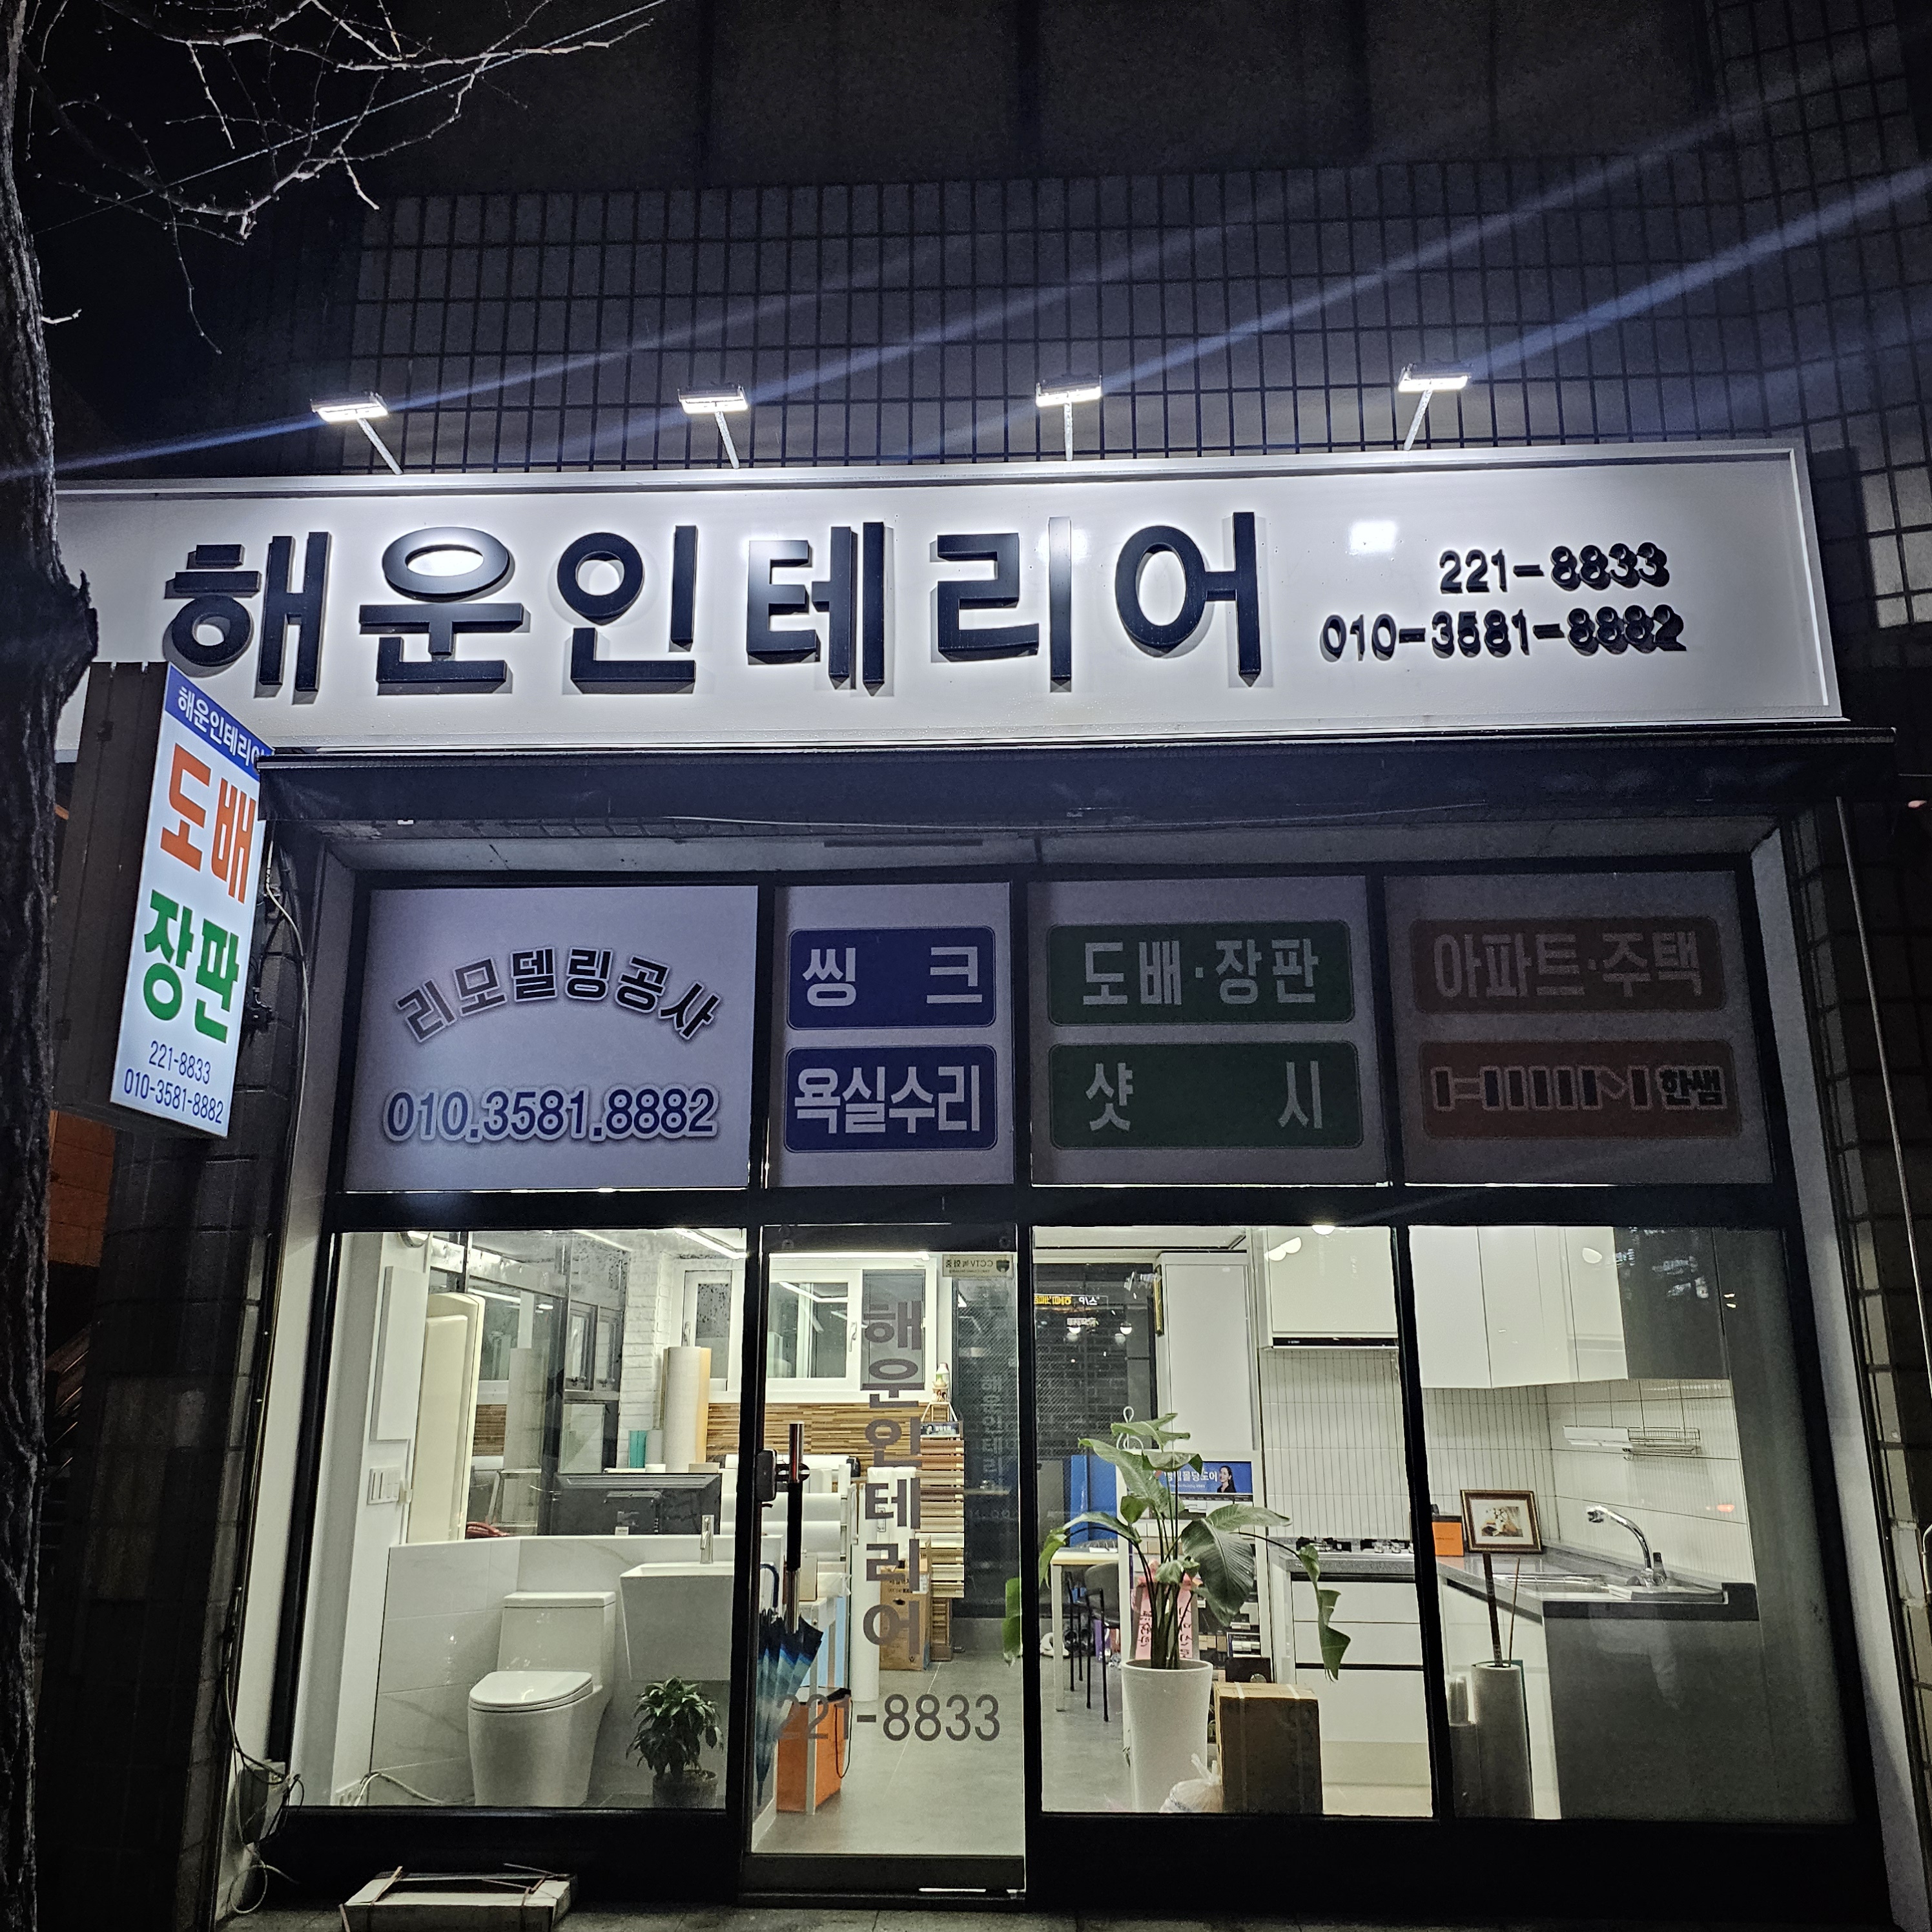 해운인테리어
221-8833
010-3581-8882
해운인테리어
도배
장판
221-8833
010-3581-8882
리모델링공사
010.3581.8882
씽 크
욕실수리
도배·장판
샷 시
아파트·주택
한샘
해운인테리어
221-8833